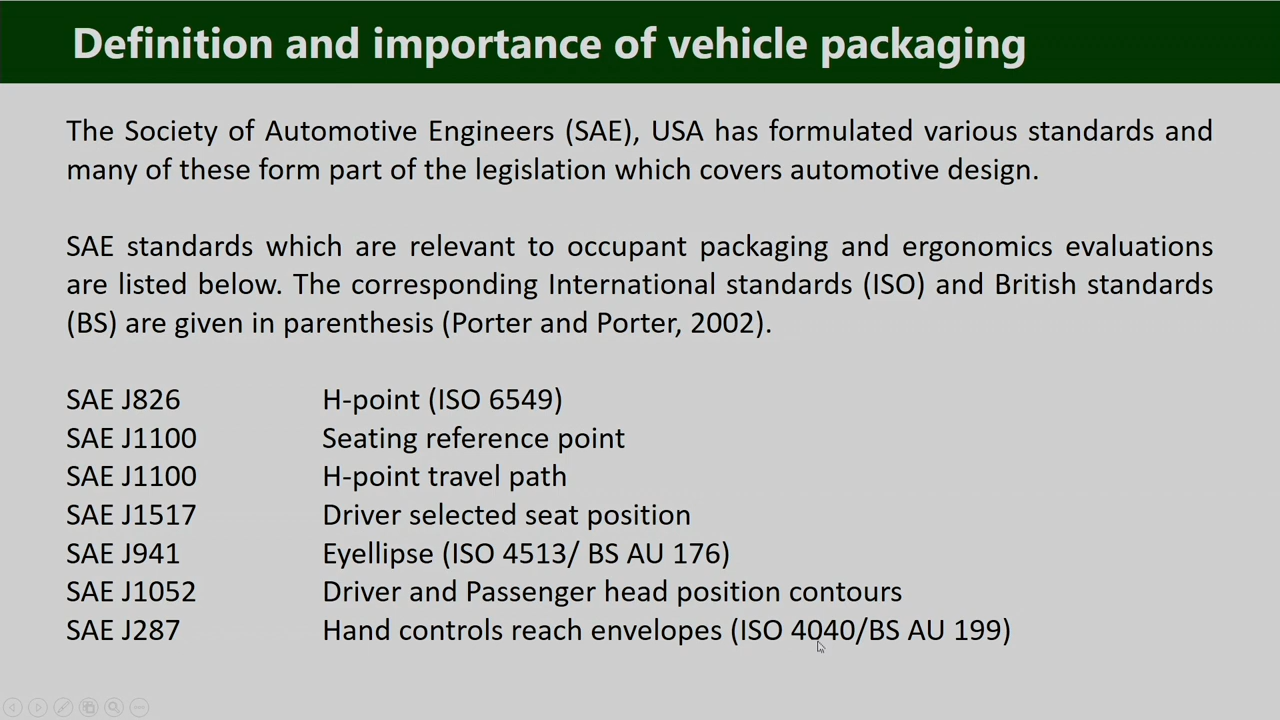 Definition and importance of vehicle packaging
The Society of Automotive Engineers (SAE), USA has formulated various standards and
many of these form part of the legislation which covers automotive design.
SAE standards which are relevant to occupant packaging and ergonomics evaluations
are listed below. The corresponding International standards (ISO) and British standards
(BS) are given in parenthesis (Porter and Porter, 2002).
SAE J826 H-point (ISO 6549)
SAE J1100 Seating reference point
SAE J1100 H-point travel path
SAE J1517 Driver selected seat position
SAE J941 Eyellipse (ISO 4513/ BS AU 176)
SAE J1052 Driver and Passenger head position contours
SAE J287 Hand controls reach envelopes (ISO 4040/BS AU 199)